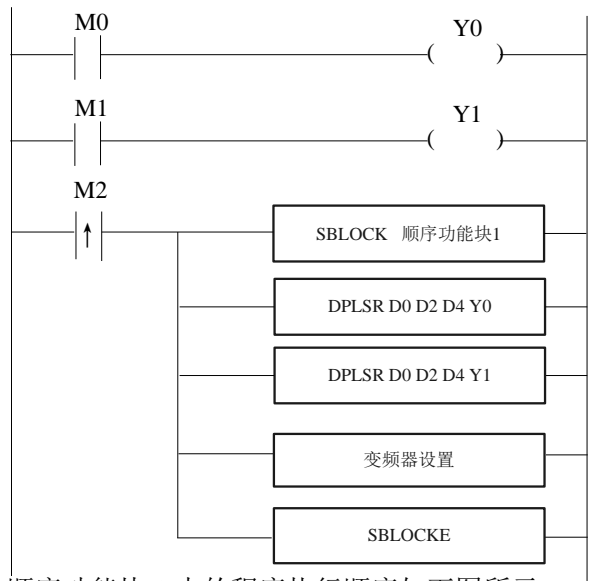 M0
Y0
( )
M1
Y1
( )
M2
↑
SBLOCK 顺序功能块1
DPLSR D0 D2 D4 Y0
DPLSR D0 D2 D4 Y1
变频器设置
SBLOCKE